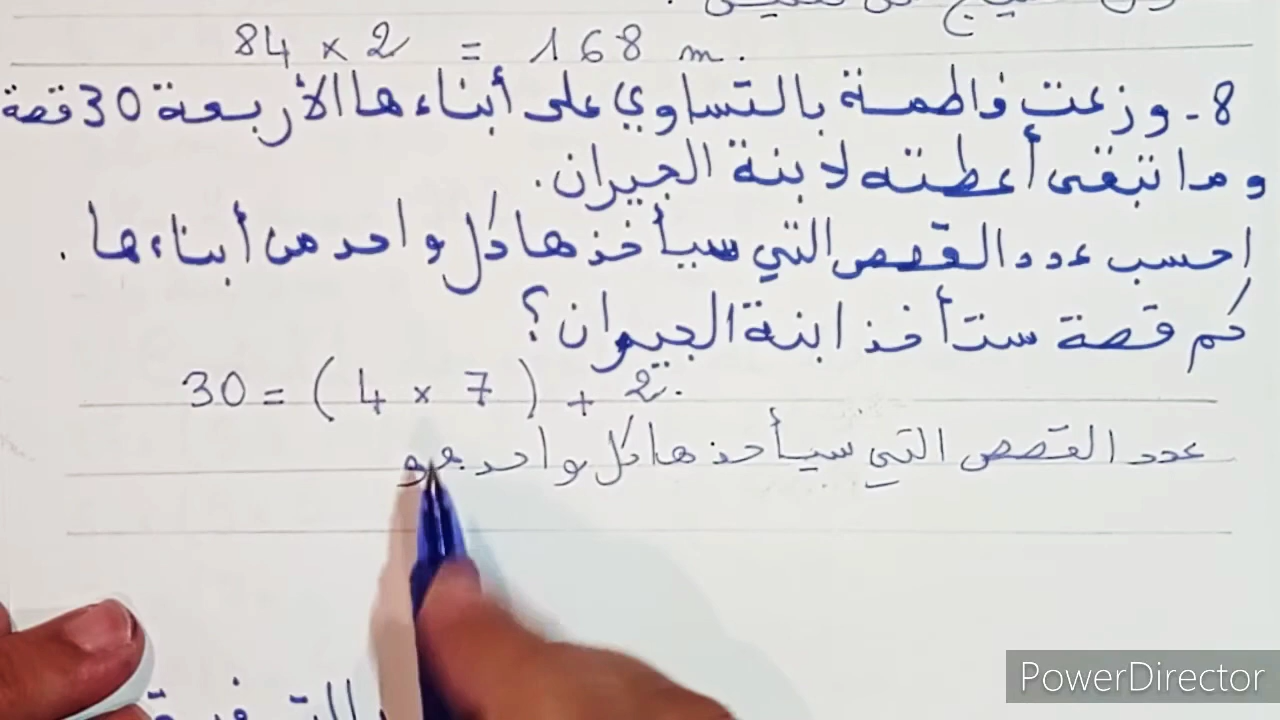 84 × 2 = 168 m.
8- وزعت فاطمة بالتساوي على أبناءها الأربعة 30 قصة
وما تبقى أعطته لابنة الجيران.
احسب عدد القصص التي سيأخذها كل واحد من أبناءها.
كم قصة ستأخذ ابنة الجيران؟
30 = (4 × 7) + 2.
عدد القصص التي سيأخذها كل واحد هو
PowerDirector